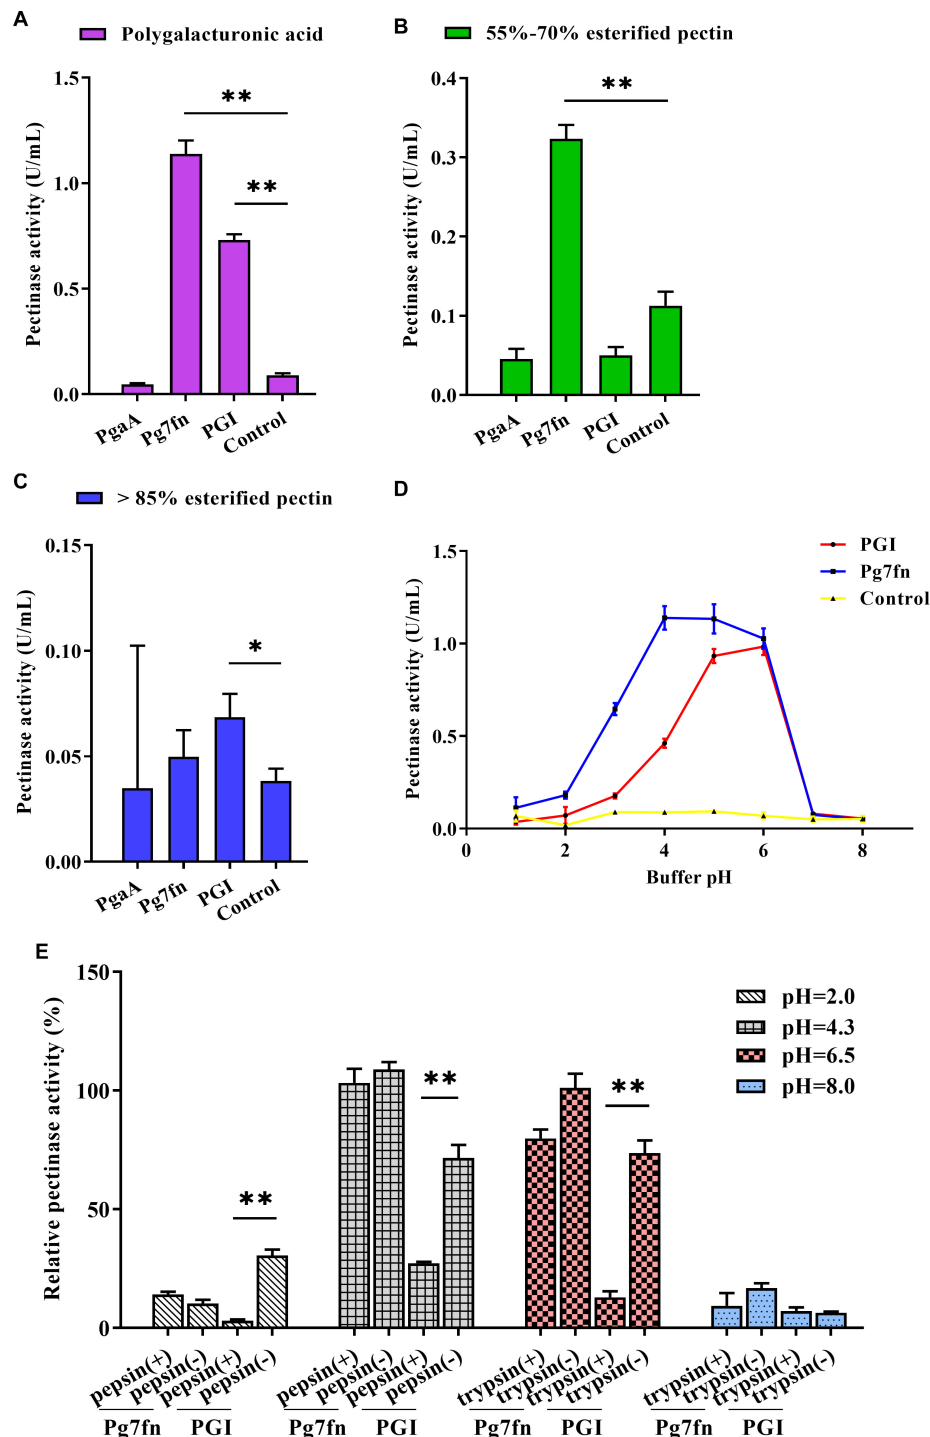 A
Polygalacturonic acid
Pectinase activity (U/mL)
1.5
1.0
0.5
0.0
**
**
PgaA
Pg7fn
PGI
Control
B
55%-70% esterified pectin
Pectinase activity (U/mL)
0.4
0.3
0.2
0.1
0.0
**
PgaA
Pg7fn
PGI
Control
C
> 85% esterified pectin
Pectinase activity (U/mL)
0.15
0.10
0.05
0.00
*
PgaA
Pg7fn
PGI
Control
D
PGI
Pg7fn
Control
Pectinase activity (U/mL)
1.5
1.0
0.5
0.0
0 2 4 6 8
Buffer pH
E
pH=2.0
pH=4.3
pH=6.5
pH=8.0
Relative pectinase activity (%)
150
100
50
0
**
**
**
pepsin(+)
pepsin(-)
pepsin(+)
pepsin(-)
pepsin(+)
pepsin(-)
pepsin(+)
pepsin(-)
trypsin(+)
trypsin(-)
trypsin(+)
trypsin(-)
trypsin(+)
trypsin(-)
trypsin(+)
trypsin(-)
Pg7fn PGI Pg7fn PGI Pg7fn PGI Pg7fn PGI